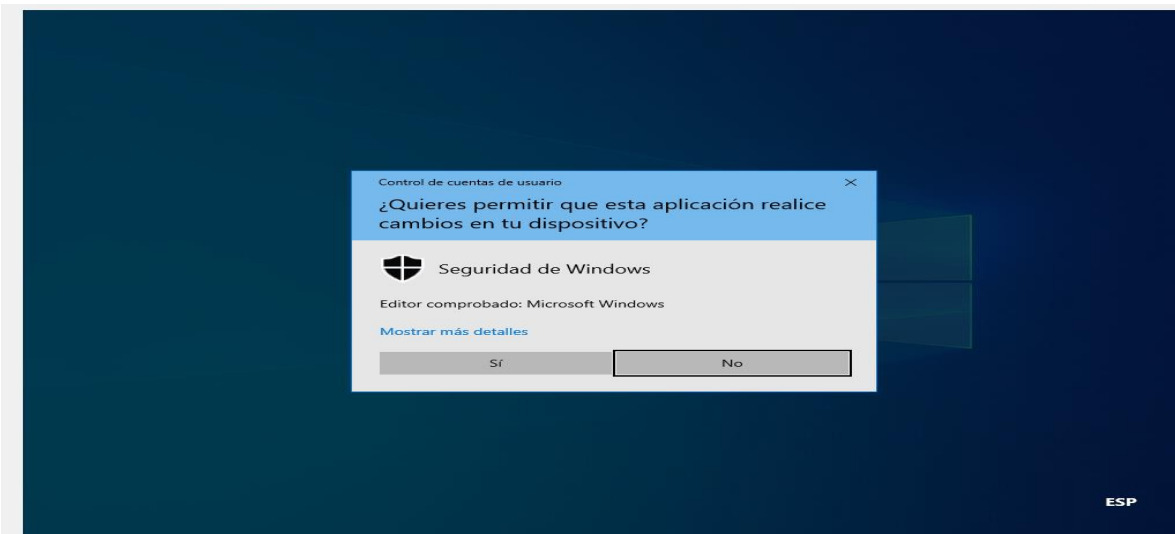 Control de cuentas de usuario
¿Quieres permitir que esta aplicación realice
cambios en tu dispositivo?
Seguridad de Windows
Editor comprobado: Microsoft Windows
Mostrar más detalles
Sí No
ESP